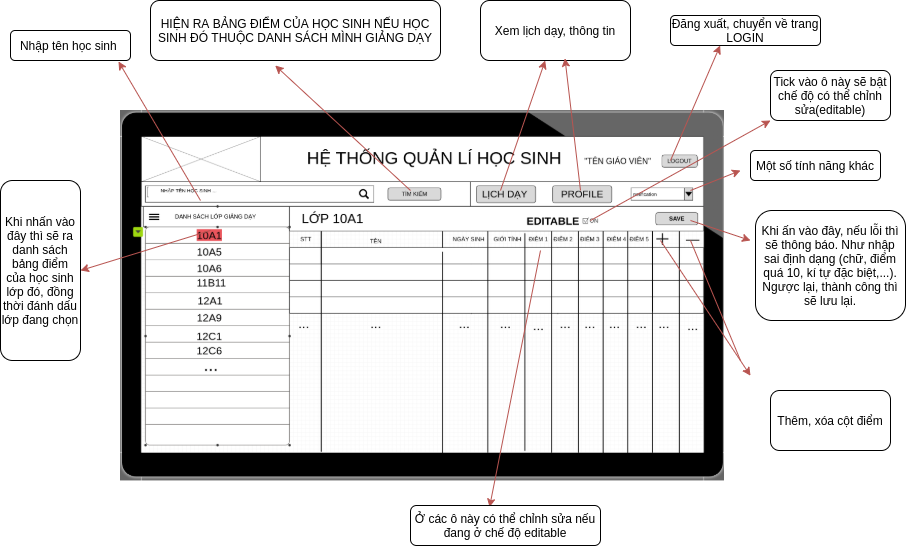 HIỆN RA BẢNG ĐIỂM CỦA HỌC SINH NẾU HỌC
SINH ĐÓ THUỘC DANH SÁCH MÌNH GIẢNG DẠY
Xem lịch dạy, thông tin
Đăng xuất, chuyển về trang
LOGIN
Nhập tên học sinh
Tick vào ô này sẽ bật
chế độ có thể chỉnh
sửa(editable)
HỆ THỐNG QUẢN LÍ HỌC SINH
"TÊN GIÁO VIÊN"
LOGOUT
Một số tính năng khác
NHẬP TÊN HỌC SINH...
TÌM KIẾM
LỊCH DẠY
PROFILE
Khi nhấn vào
đây thì sẽ ra
danh sách
bảng điểm
của học sinh
lớp đó, đồng
thời đánh dấu
lớp đang chọn
DANH SÁCH LỚP GIẢNG DẠY
LỚP 10A1
EDITABLE
ON
SAVE
Khi ấn vào đây, nếu lỗi thì
sẽ thông báo. Như nhập
sai định dạng (chữ, điểm
quá 10, kí tự đặc biệt,...).
Ngược lại, thành công thì
sẽ lưu lại.
STT TÊN NGÀY SINH GIỚI TÍNH ĐIỂM 1 ĐIỂM 2 ĐIỂM 3 ĐIỂM 4 ĐIỂM 5 + —
10A1
10A5
10A6
11B11
12A1
12A9
12C1
12C6
...
... ... ... ... ... ... ... ... ... ... ...
Thêm, xóa cột điểm
Ở các ô này có thể chỉnh sửa nếu
đang ở chế độ editable